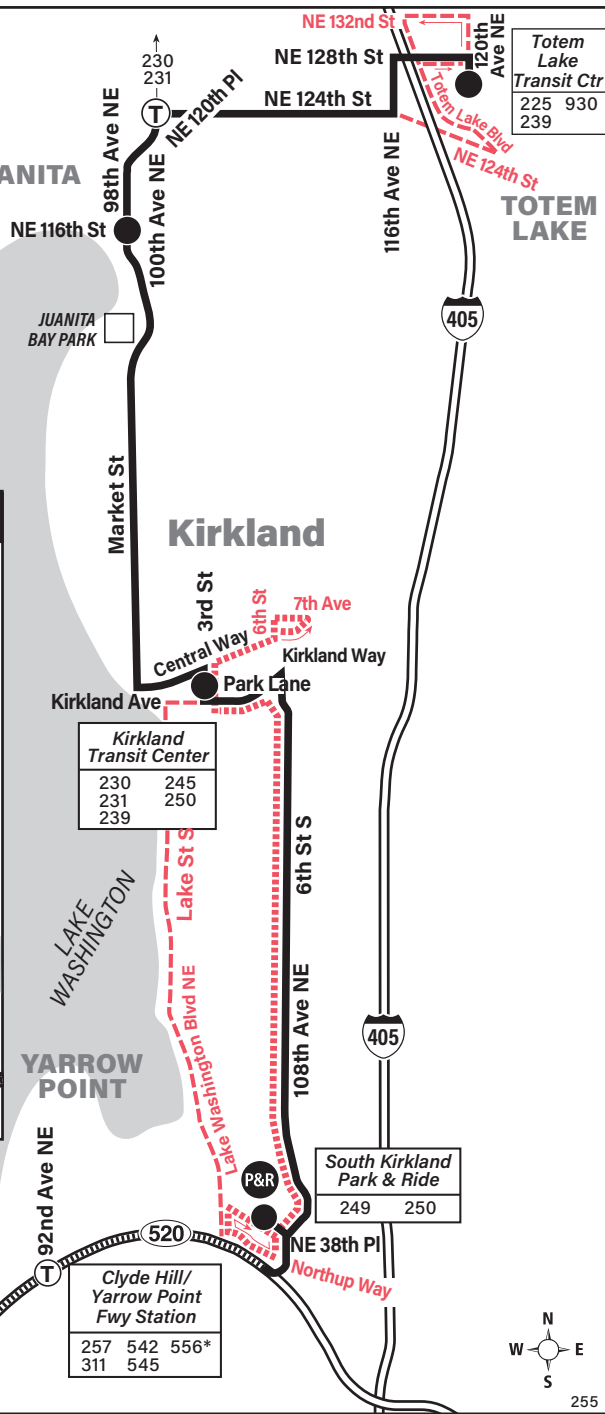 NE 132nd St
230
231
T
NE 128th St
120th
Ave NE
Totem
Lake
Transit Ctr
225 930
239
98th Ave NE
NE 120th Pl
NE 124th St
Totem Lake Blvd
NE 124th St
116th Ave NE
ANITA
TOTEM
LAKE
NE 116th St
100th Ave NE
JUANITA
BAY PARK
405
Market St
Kirkland
3rd St
6th St
7th Ave
Central Way
Kirkland Way
Park Lane
Kirkland Ave
Kirkland
Transit Center
230 245
231 250
239
Lake St S
6th St S
LAKE
WASHINGTON
Lake Washington Blvd NE
108th Ave NE
405
YARROW
POINT
92nd Ave NE
P&R
South Kirkland
Park & Ride
249 250
520
NE 38th Pl
T
Northup Way
Clyde Hill/
Yarrow Point
Fwy Station
257 542 556*
311 545
N
W E
S
255